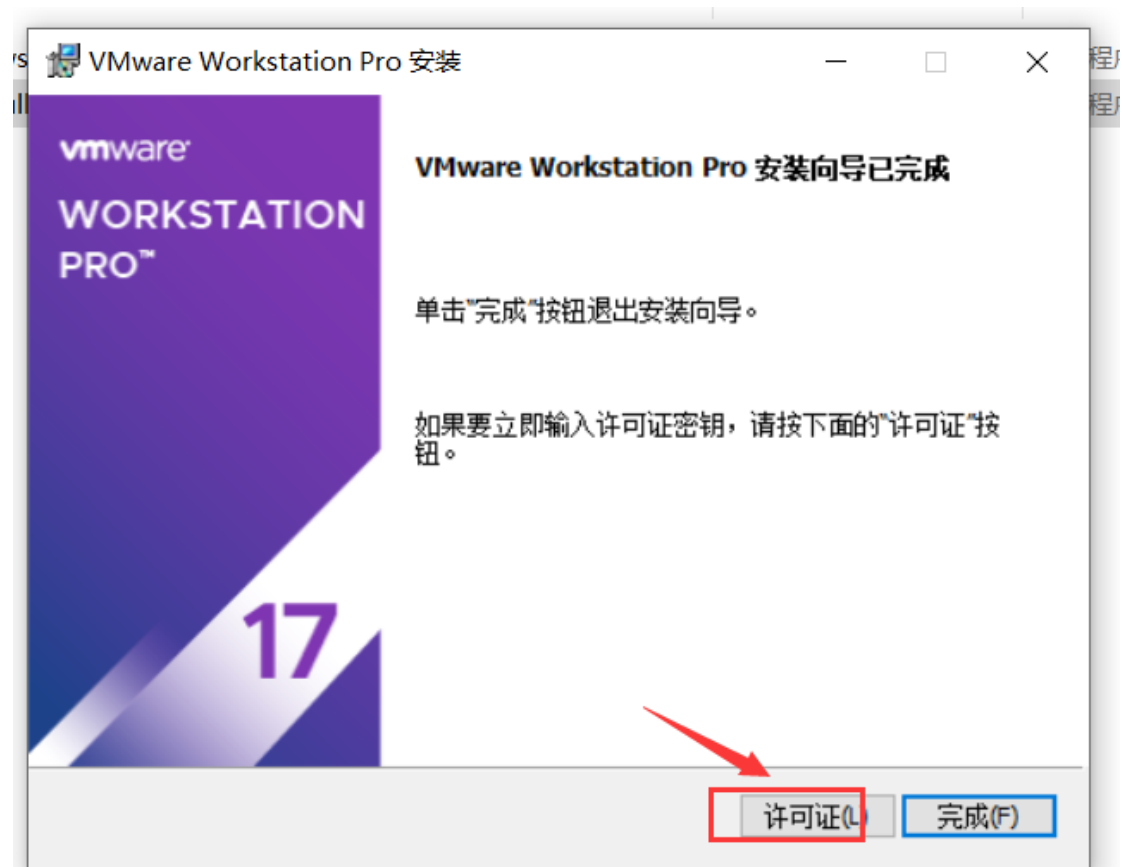 VMware Workstation Pro 安装
程
程
vmware
WORKSTATION
PRO™
VMware Workstation Pro 安装向导已完成
单击"完成"按钮退出安装向导。
如果要立即输入许可证密钥，请按下面的"许可证"按
钮。
17
许可证(L)
完成(F)